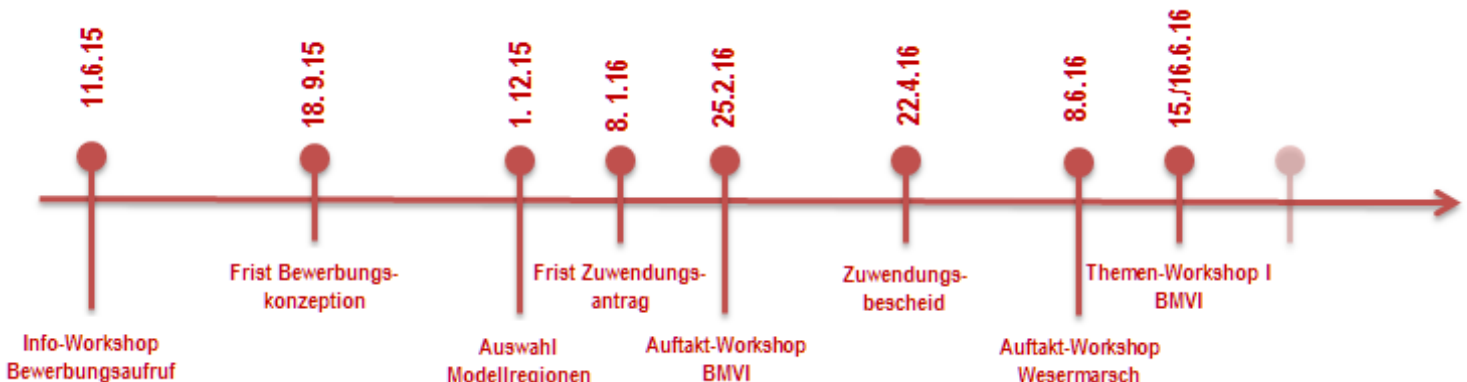 11.6.15
18. 9.15
1. 12.15
8. 1.16
25.2.16
22.4.16
8.6.16
15./16.6.16
Info-Workshop
Bewerbungsaufruf
Frist Bewerbungs-
konzeption
Auswahl
Modellregionen
Frist Zuwendungs-
antrag
Auftakt-Workshop
BMVI
Zuwendungs-
bescheid
Auftakt-Workshop
Wesermarsch
Themen-Workshop I
BMVI